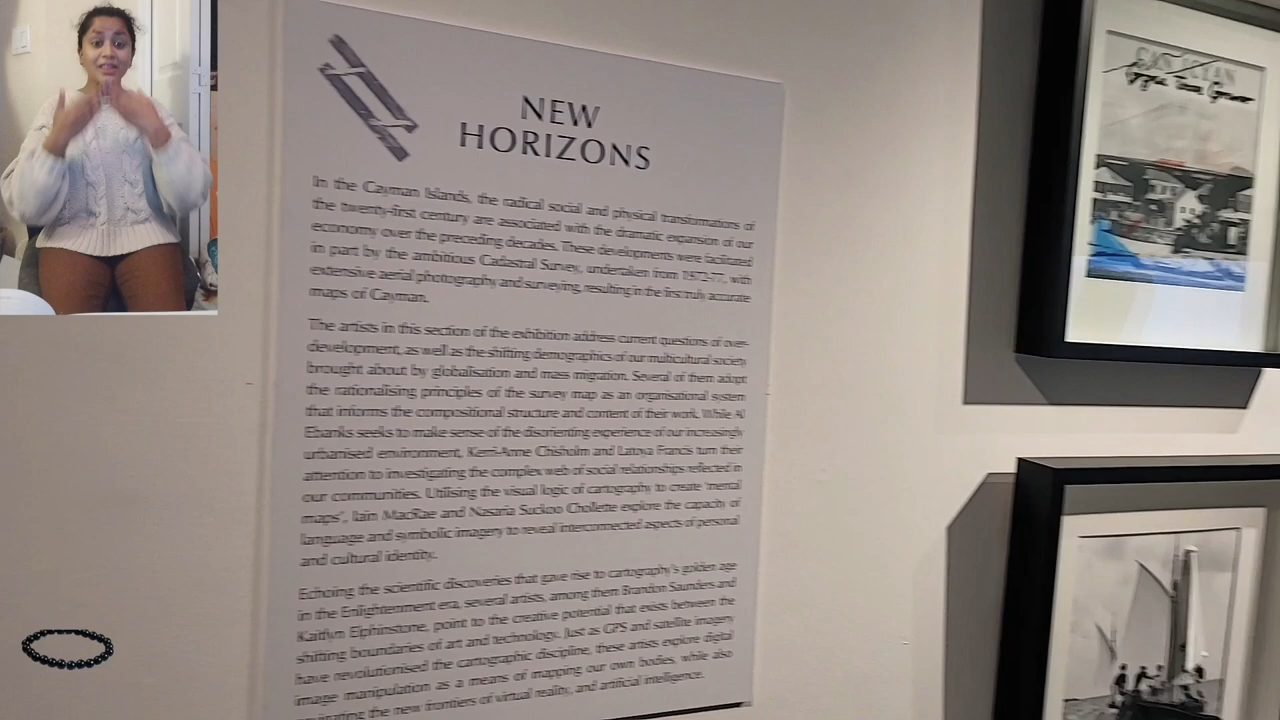 NEW
HORIZONS
In the Cayman Islands, the radical social and physical transformations of
the twenty-first century are associated with the dramatic expansion of our
economy over the preceding decades. These developments were facilitated
in part by the ambitious Cadastral Survey, undertaken from 1972-77, with
extensive aerial photography and surveying, resulting in the first truly accurate
maps of Cayman.
The artists in this section of the exhibition address current questions of over-
development, as well as the shifting demographics of our multicultural society
brought about by globalisation and mass migration. Several of them adopt
the rationalising principles of the survey map as an organisational system
that informs the compositional structure and content of their work. While Al
Ebanks seeks to make sense of the disorienting experience of our increasingly
urbanised environment, Kerri-Anne Chisholm and Latoya Francis turn their
attention to investigating the complex web of social relationships reflected in
our communities. Utilising the visual logic of cartography to create 'mental
maps', Iain MacRae and Nasaria Suckoo Chollette explore the capacity of
language and symbolic imagery to reveal interconnected aspects of personal
and cultural identity.
Echoing the scientific discoveries that gave rise to cartography's golden age
in the Enlightenment era, several artists, among them Brandon Saunders and
Kaitlyn Elphinstone, point to the creative potential that exists between the
shifting boundaries of art and technology. Just as GPS and satellite imagery
have revolutionised the cartographic discipline, these artists explore digital
image manipulation as a means of mapping our own bodies, while also
the new frontiers of virtual reality, and artificial intelligence.